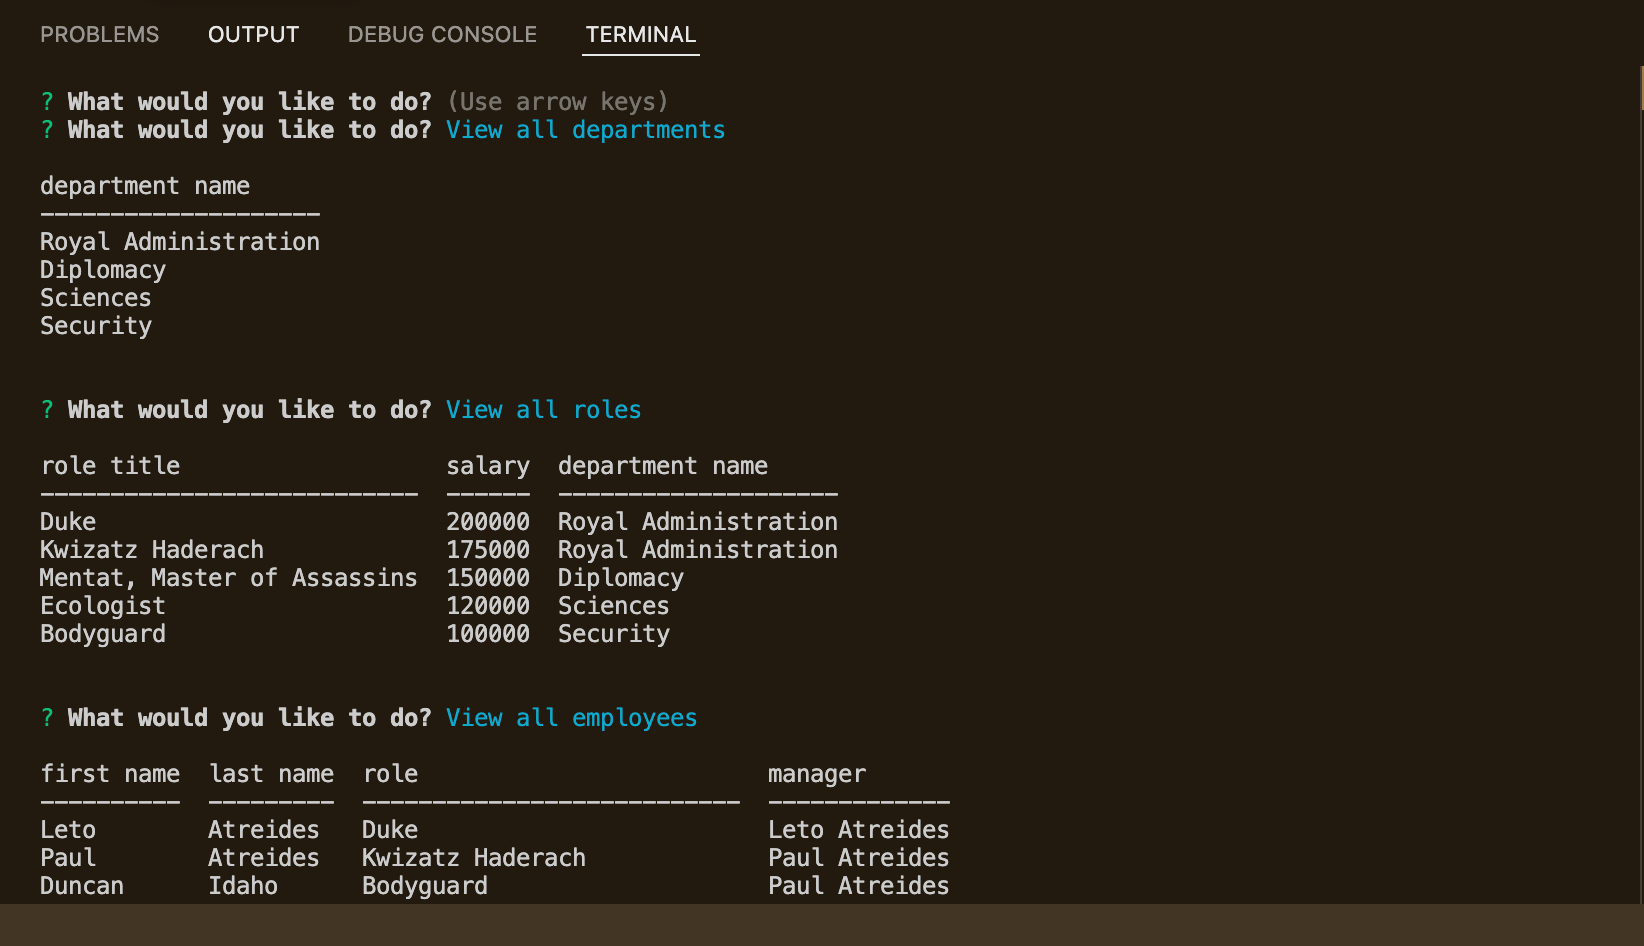 PROBLEMS OUTPUT DEBUG CONSOLE TERMINAL
? What would you like to do? (Use arrow keys)
? What would you like to do? View all departments
department name
--------------------
Royal Administration
Diplomacy
Sciences
Security
? What would you like to do? View all roles
role title salary department name
--------------------------- ------ --------------------
Duke 200000 Royal Administration
Kwizatz Haderach 175000 Royal Administration
Mentat, Master of Assassins 150000 Diplomacy
Ecologist 120000 Sciences
Bodyguard 100000 Security
? What would you like to do? View all employees
first name last name role manager
---------- --------- --------------------------- -------------
Leto Atreides Duke Leto Atreides
Paul Atreides Kwizatz Haderach Paul Atreides
Duncan Idaho Bodyguard Paul Atreides